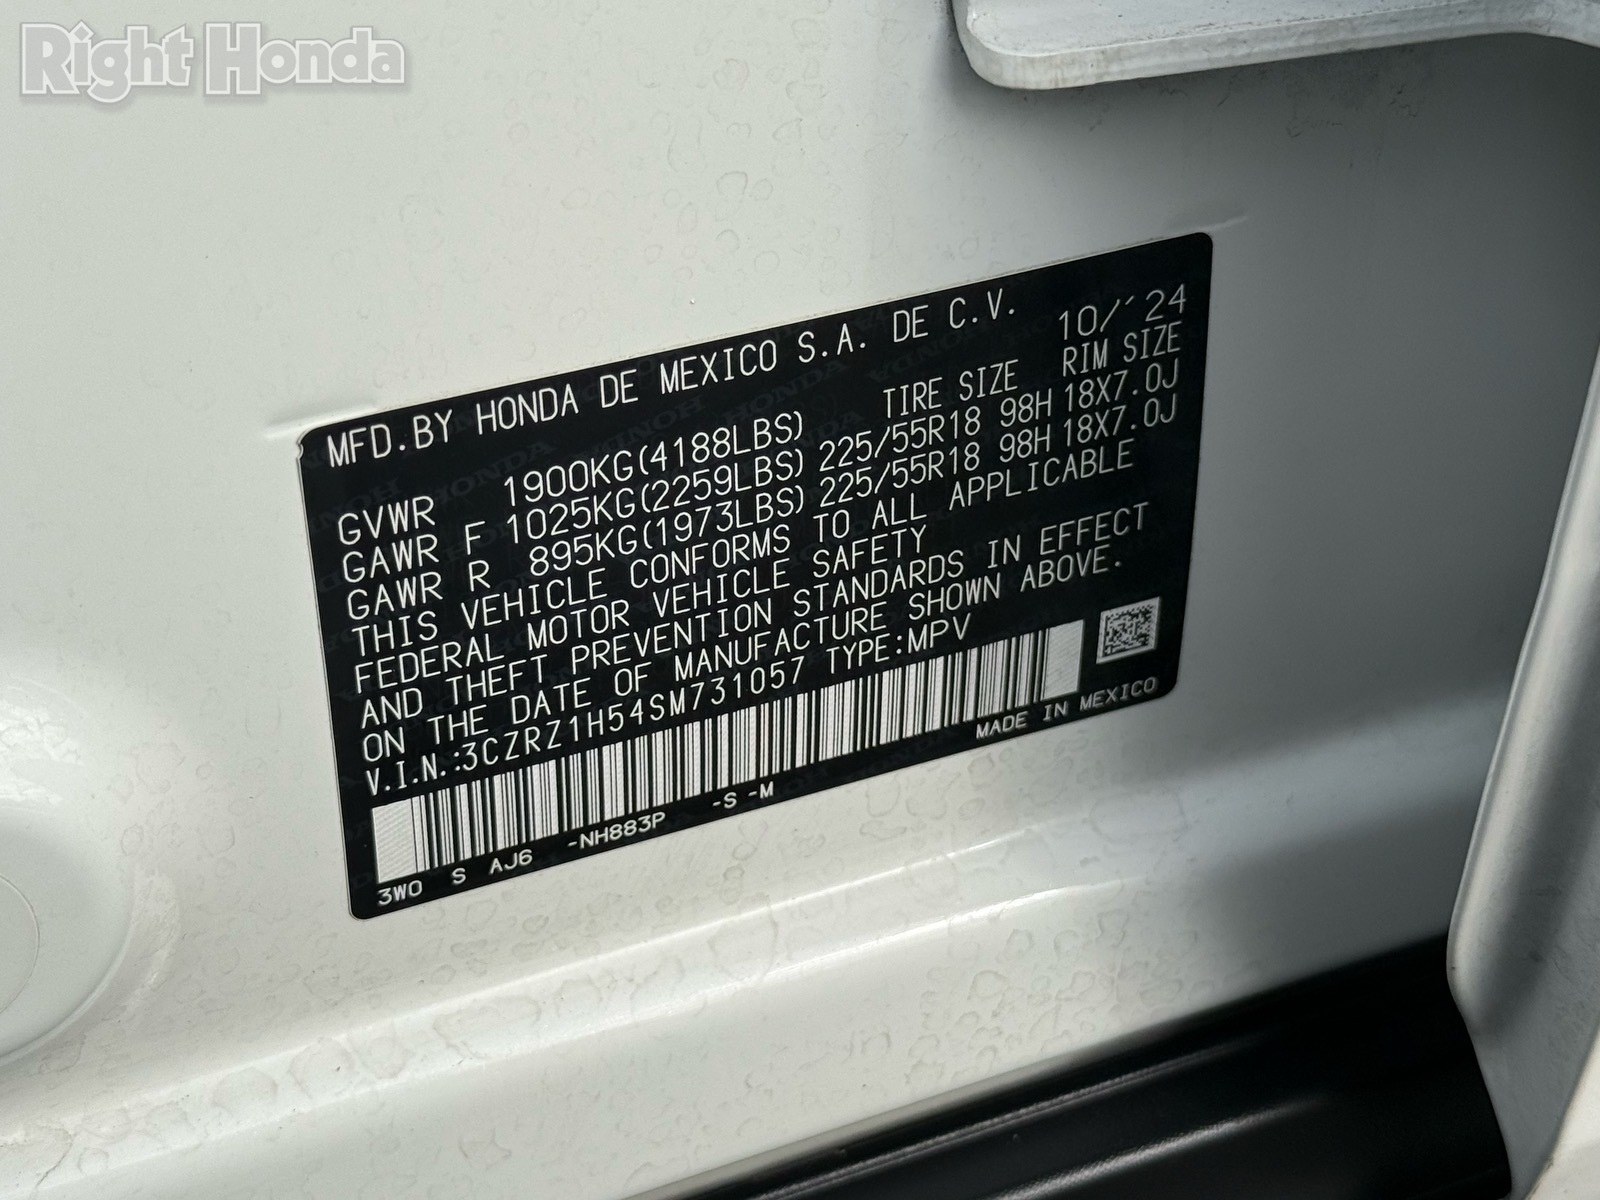 Right Honda
MFD.BY HONDA DE MEXICO S.A. DE C.V. 10/'24
TIRE SIZE RIM SIZE
GVWR 1900KG(4188LBS)
GAWR F 1025KG(2259LBS) 225/55R18 98H 18X7.0J
GAWR R 895KG(1973LBS) 225/55R18 98H 18X7.0J
THIS VEHICLE CONFORMS TO ALL APPLICABLE
FEDERAL MOTOR VEHICLE SAFETY
AND THEFT PREVENTION STANDARDS IN EFFECT
ON THE DATE OF MANUFACTURE SHOWN ABOVE.
V.I.N.:3CZRZ1H54SM731057 TYPE:MPV
3W0 S AJ6 -NH883P -S -M MADE IN MEXICO